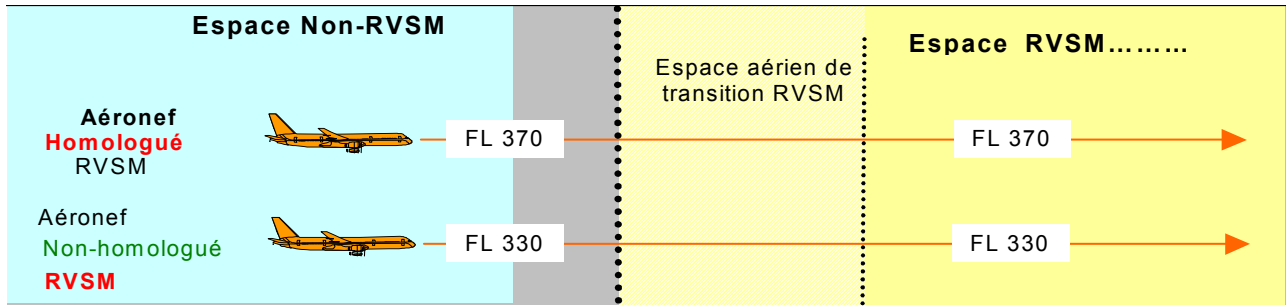 Espace Non-RVSM
Espace RVSM.........
Espace aérien de
transition RVSM
Aéronef
Homologué
RVSM
FL 370
FL 370
Aéronef
Non-homologué
RVSM
FL 330
FL 330